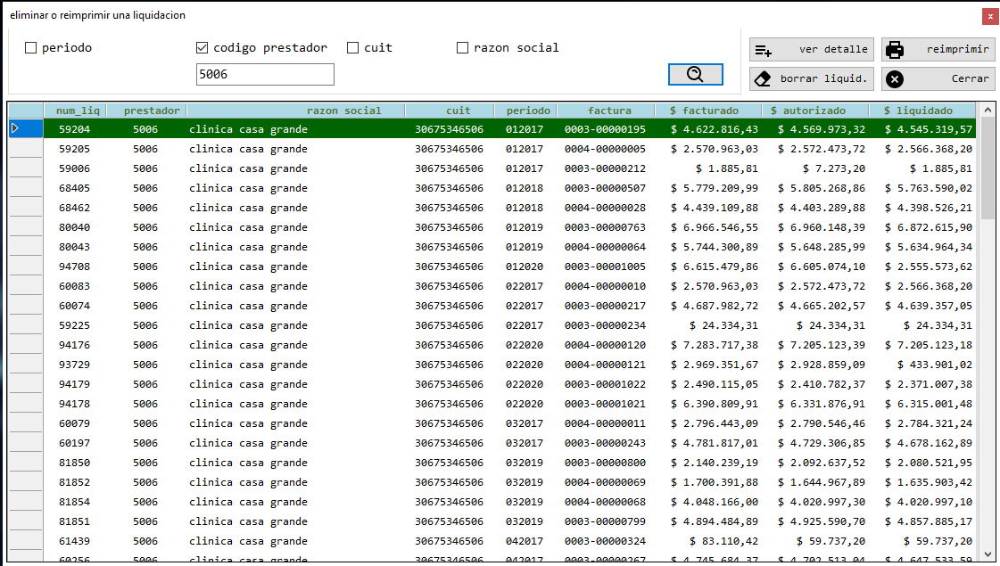 eliminar o reimprimir una liquidacion
x
periodo codigo prestador cuit razon social
5006
ver detalle reimprimir
borrar liquid. Cerrar
num_liq prestador razon social cuit periodo factura $ facturado $ autorizado $ liquidado
59204 5006 clinica casa grande 30675346506 012017 0003-00000195 $ 4.622.816,43 $ 4.569.973,32 $ 4.545.319,57
59205 5006 clinica casa grande 30675346506 012017 0004-00000005 $ 2.570.963,03 $ 2.572.473,72 $ 2.566.368,20
59006 5006 clinica casa grande 30675346506 012017 0003-00000212 $ 1.885,81 $ 7.273,20 $ 1.885,81
68405 5006 clinica casa grande 30675346506 012018 0003-00000507 $ 5.779.209,99 $ 5.805.268,86 $ 5.763.590,02
68462 5006 clinica casa grande 30675346506 012018 0004-00000028 $ 4.439.109,88 $ 4.403.289,88 $ 4.398.526,21
80040 5006 clinica casa grande 30675346506 012019 0003-00000763 $ 6.966.546,55 $ 6.960.148,39 $ 6.872.615,90
80043 5006 clinica casa grande 30675346506 012019 0004-00000064 $ 5.744.300,89 $ 5.648.285,99 $ 5.634.964,34
94708 5006 clinica casa grande 30675346506 012020 0003-00001005 $ 6.615.479,86 $ 6.605.074,10 $ 2.555.573,62
60083 5006 clinica casa grande 30675346506 022017 0004-00000010 $ 2.570.963,03 $ 2.572.473,72 $ 2.566.368,20
60074 5006 clinica casa grande 30675346506 022017 0003-00000217 $ 4.687.982,72 $ 4.665.202,57 $ 4.639.357,05
59225 5006 clinica casa grande 30675346506 022017 0003-00000234 $ 24.334,31 $ 24.334,31 $ 24.334,31
94176 5006 clinica casa grande 30675346506 022020 0004-00000120 $ 7.283.717,38 $ 7.205.123,39 $ 7.205.123,18
93729 5006 clinica casa grande 30675346506 022020 0004-00000121 $ 2.969.351,67 $ 2.928.859,09 $ 433.901,02
94179 5006 clinica casa grande 30675346506 022020 0003-00001022 $ 2.490.115,05 $ 2.410.782,37 $ 2.371.007,38
94178 5006 clinica casa grande 30675346506 022020 0003-00001021 $ 6.390.809,91 $ 6.331.876,91 $ 6.315.001,48
60079 5006 clinica casa grande 30675346506 032017 0004-00000011 $ 2.796.443,09 $ 2.790.546,46 $ 2.784.321,24
60197 5006 clinica casa grande 30675346506 032017 0003-00000243 $ 4.781.817,01 $ 4.729.306,85 $ 4.678.162,89
81850 5006 clinica casa grande 30675346506 032019 0003-00000800 $ 2.140.239,19 $ 2.092.637,52 $ 2.080.521,95
81852 5006 clinica casa grande 30675346506 032019 0004-00000069 $ 1.700.391,88 $ 1.644.967,89 $ 1.635.903,42
81854 5006 clinica casa grande 30675346506 032019 0004-00000068 $ 4.048.166,00 $ 4.020.997,30 $ 4.020.997,10
81851 5006 clinica casa grande 30675346506 032019 0003-00000799 $ 4.894.484,89 $ 4.925.590,70 $ 4.857.885,17
61439 5006 clinica casa grande 30675346506 042017 0003-00000324 $ 83.110,42 $ 59.737,20 $ 59.737,20
60256 5006 clinica casa grande 30675346506 042017 0003-00000267 $ 4.745.684,37 $ 4.702.513,04 $ 4.647.533,59